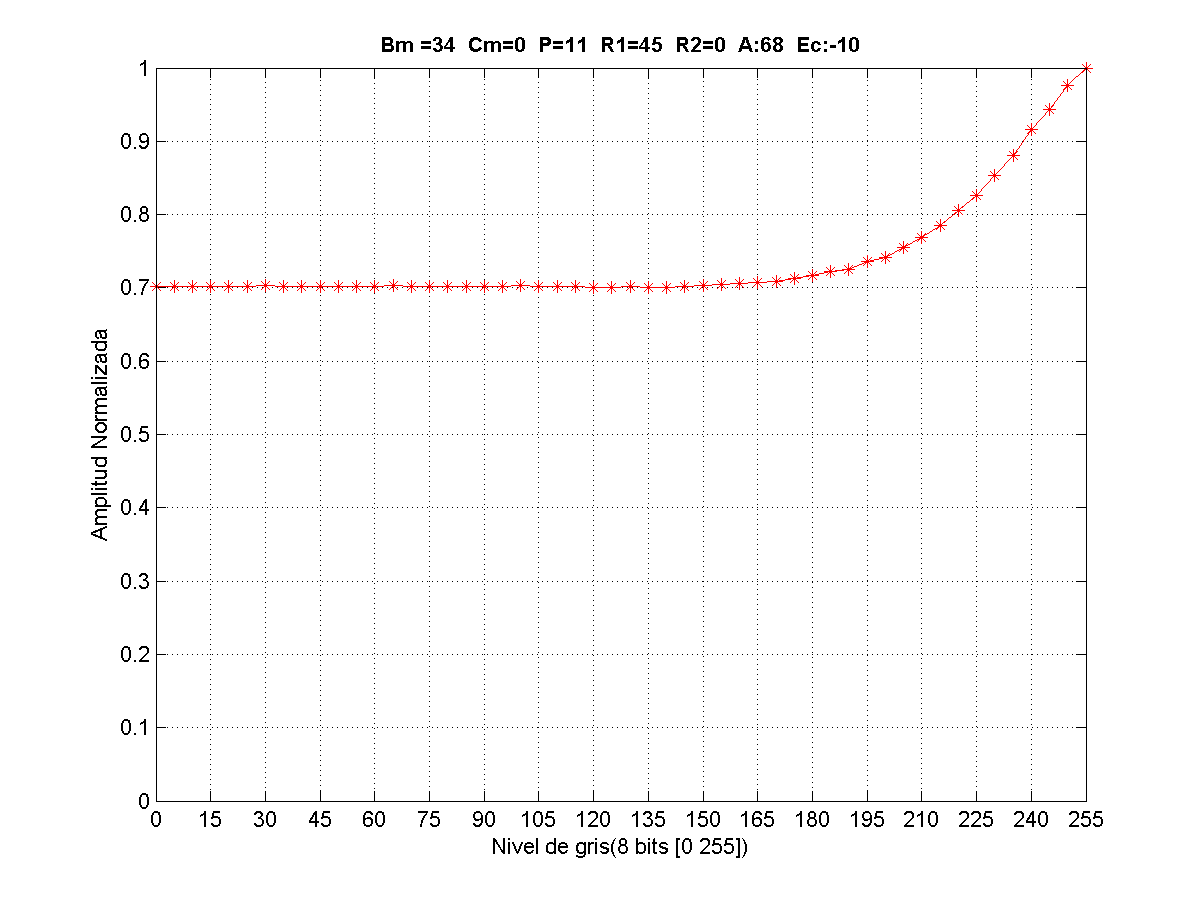 Bm =34 Cm=0 P=11 R1=45 R2=0 A:68 Ec:-10
1
0.9
0.8
0.7
0.6
0.5
0.4
0.3
0.2
0.1
0
Amplitud Normalizada
0 15 30 45 60 75 90 105 120 135 150 165 180 195 210 225 240 255
Nivel de gris(8 bits [0 255])